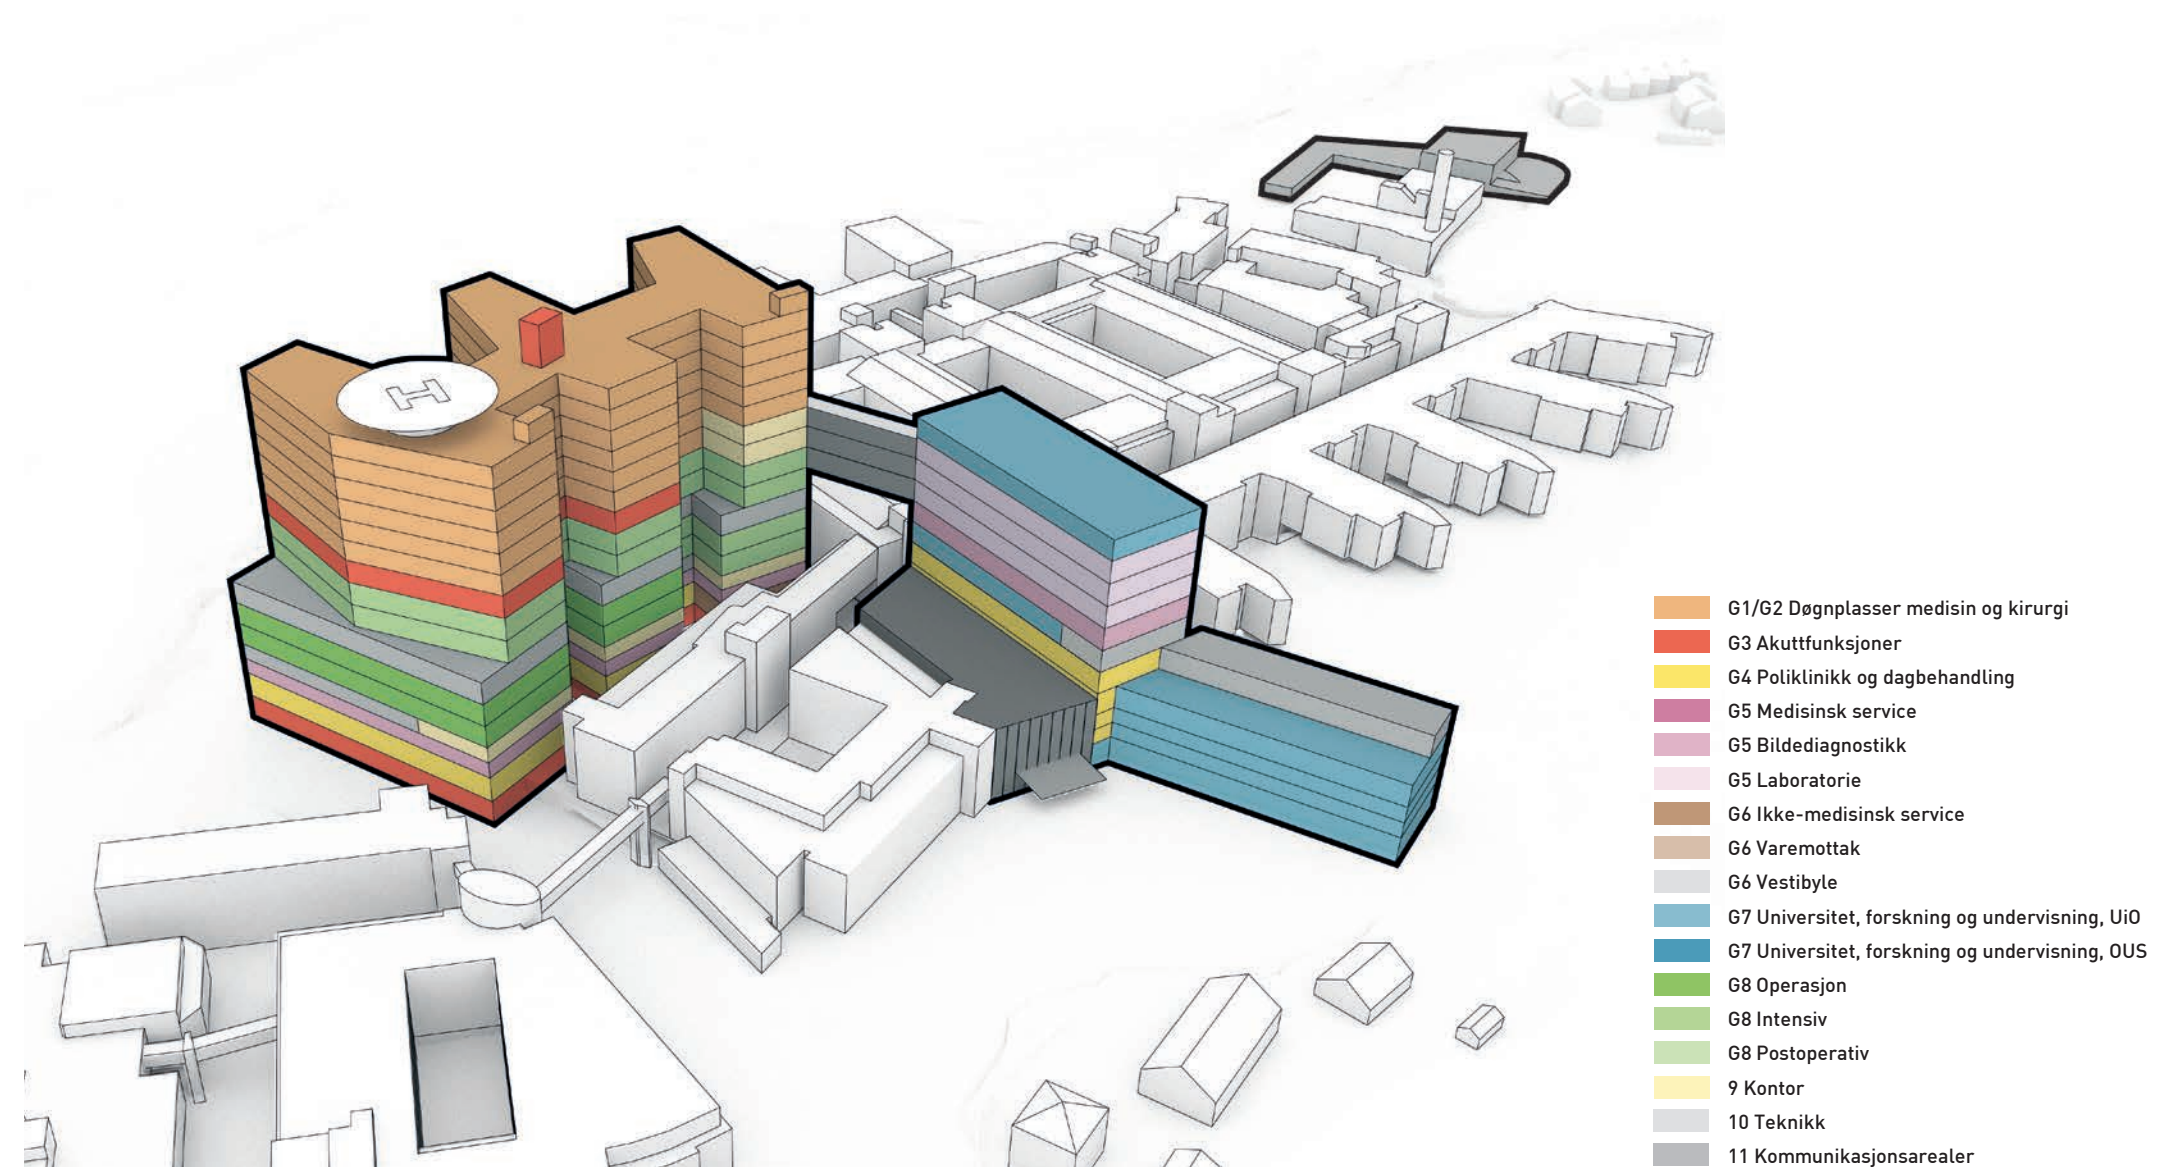 H
G1/G2 Døgnplasser medisin og kirurgi
G3 Akuttfunksjoner
G4 Poliklinikk og dagbehandling
G5 Medisinsk service
G5 Bildediagnostikk
G5 Laboratorie
G6 Ikke-medisinsk service
G6 Varemottak
G6 Vestibyle
G7 Universitet, forskning og undervisning, UiO
G7 Universitet, forskning og undervisning, OUS
G8 Operasjon
G8 Intensiv
G8 Postoperativ
9 Kontor
10 Teknikk
11 Kommunikasjonsarealer